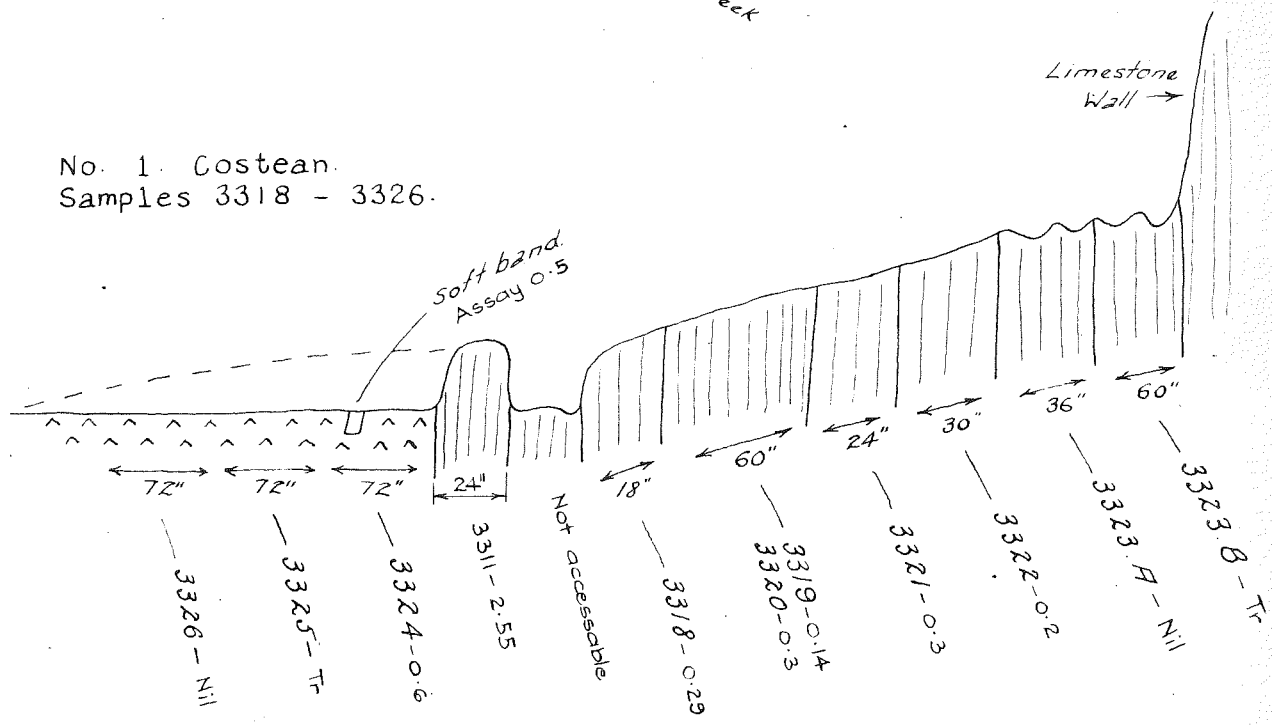 eek
Limestone
Wall →
No. 1. Costean.
Samples 3318 - 3326.
Soft band.
Assay 0.5
72"
72"
72"
24"
18"
60"
24"
30"
36"
60"
3326 - Nil
3325 - Tr
3324 - 0.6
3311 - 2.55
Not accessable
3318 - 0.29
3319 - 0.14
3320 - 0.3
3321 - 0.3
3322 - 0.2
3323.A - Nil
3323.B - Tr